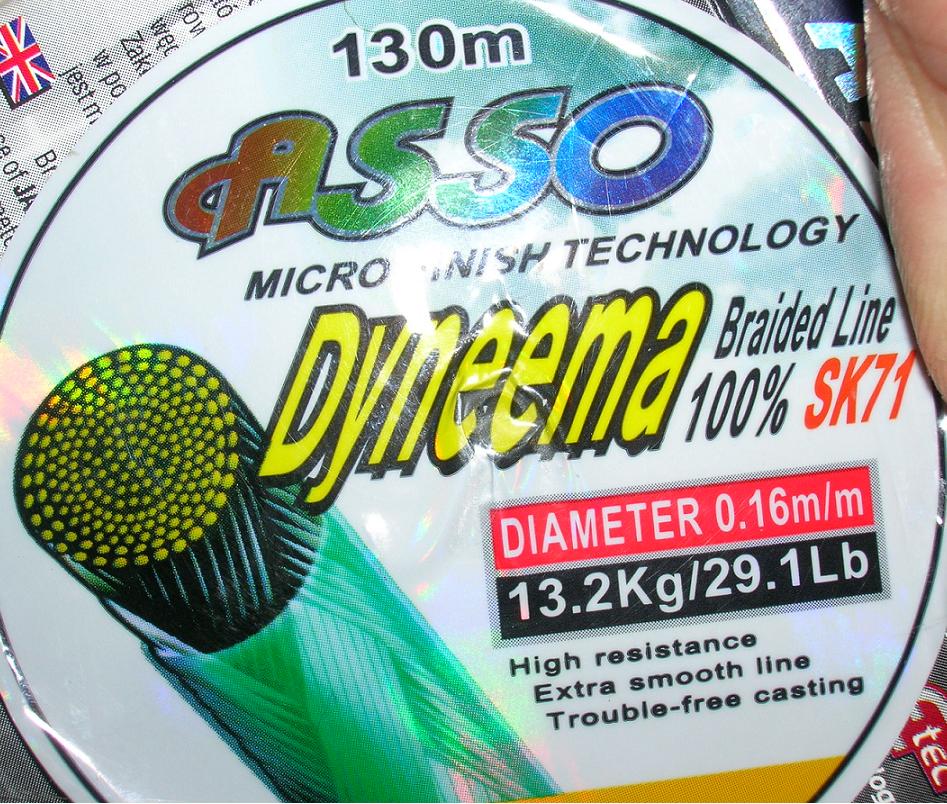 130m
ASSO
MICRO FINISH TECHNOLOGY
Dyneema
Braided Line
100% SK71
DIAMETER 0.16m/m
13.2Kg/29.1Lb
High resistance
Extra smooth line
Trouble-free casting